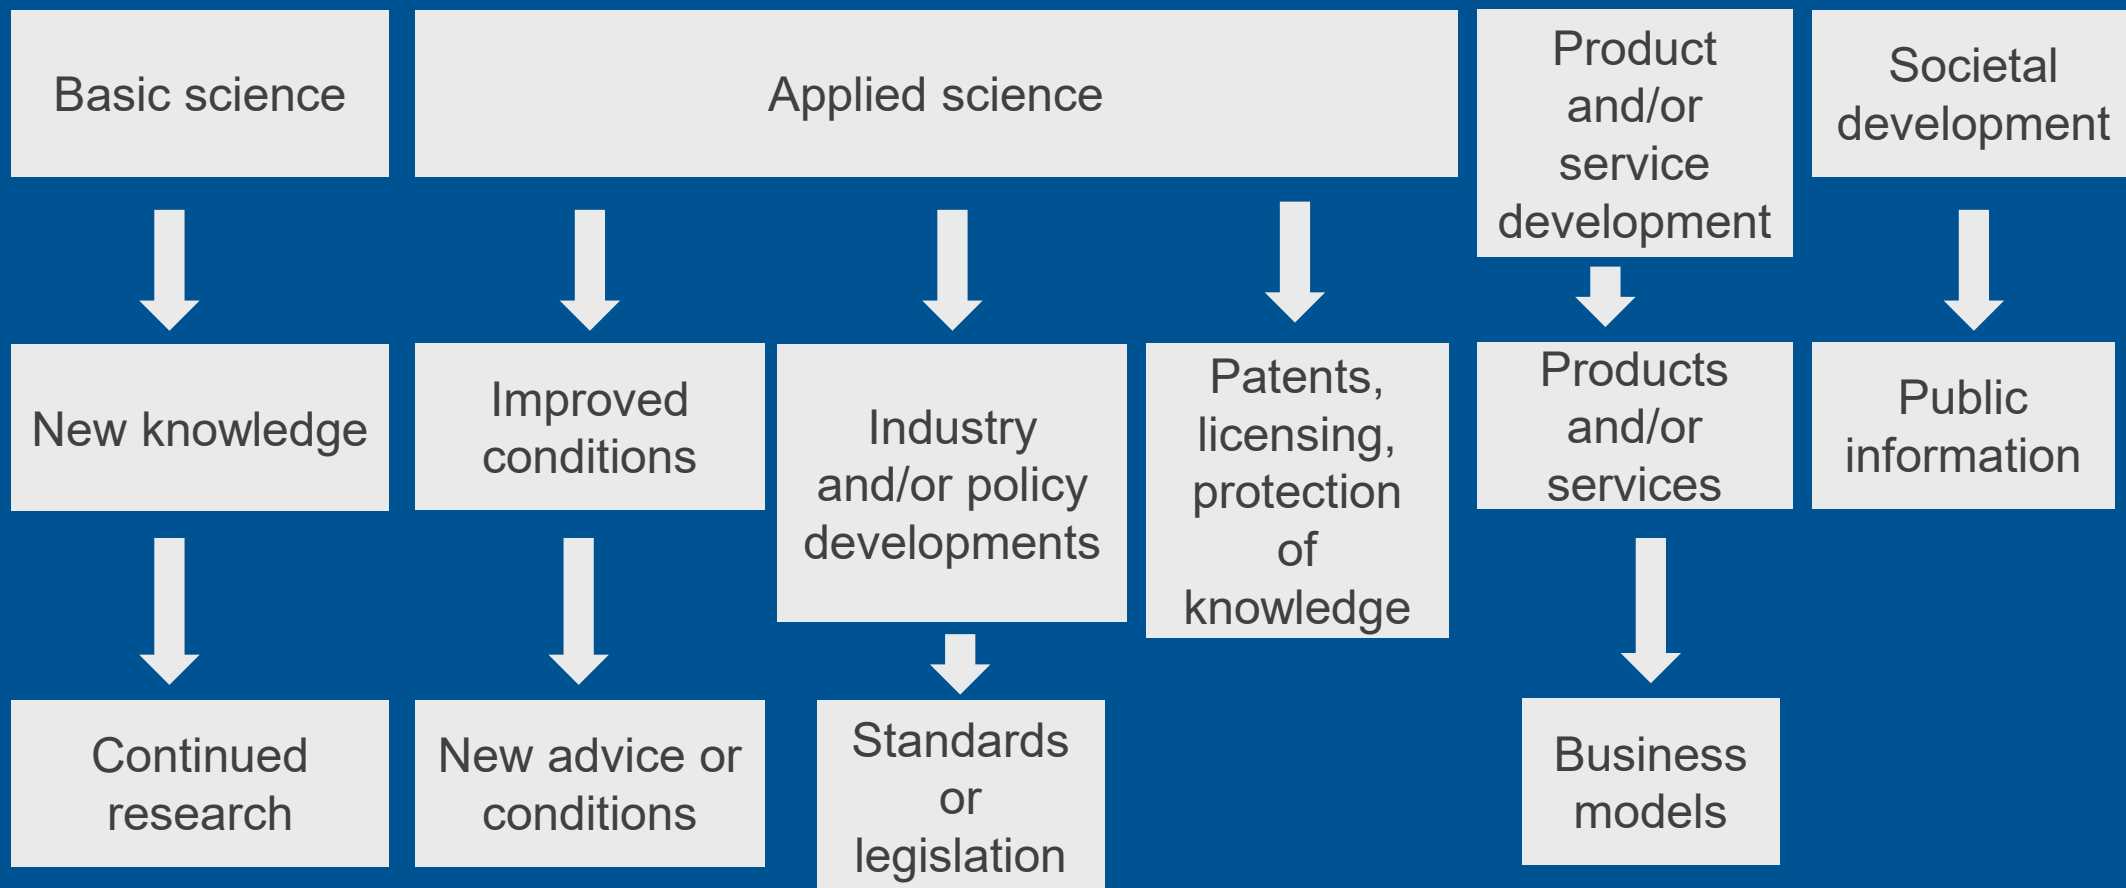 Basic science
Applied science
Product
and/or
service
development
Societal
development
New knowledge
Improved
conditions
Industry
and/or policy
developments
Patents,
licensing,
protection
of
knowledge
Products
and/or
services
Public
information
Continued
research
New advice or
conditions
Standards
or
legislation
Business
models